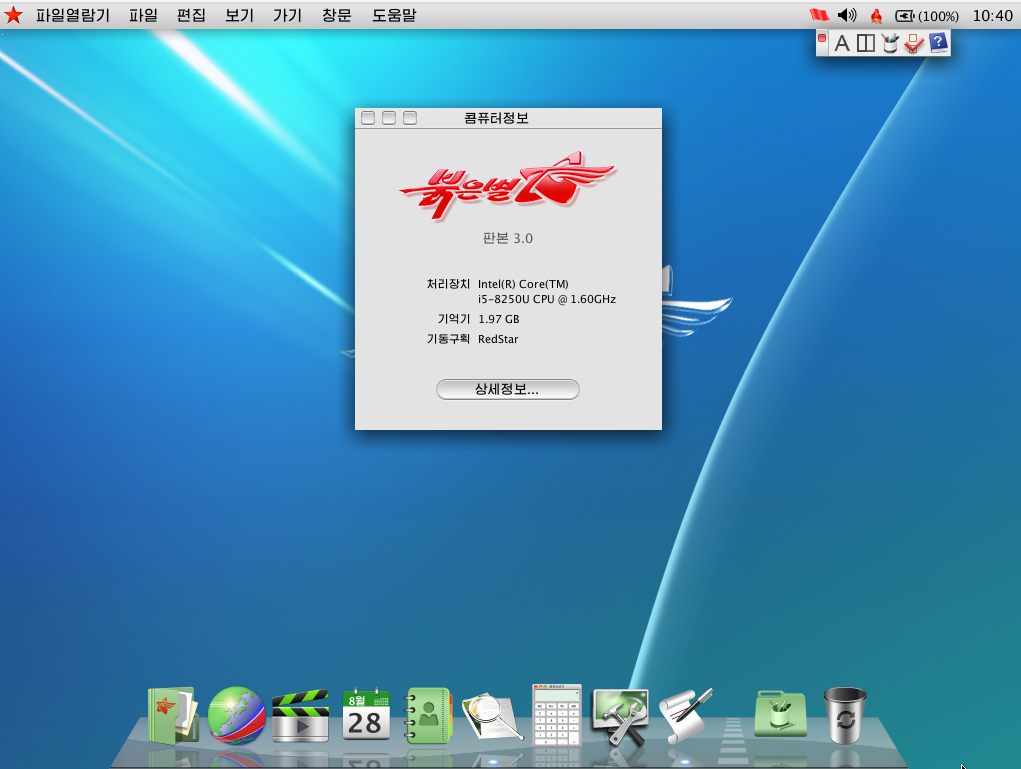 파일열람기 파일 편집 보기 가기 창문 도움말 (100%) 10:40
A ?
콤퓨터정보
붉은별
판본 3.0
처리장치 Intel(R) Core(TM)
i5-8250U CPU @ 1.60GHz
기억기 1.97 GB
기동구획 RedStar
상세정보...
8월
28